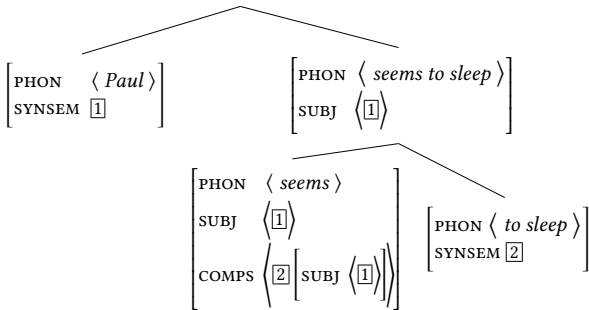 PHON ⟨ Paul ⟩
SYNSEM 1
PHON ⟨ seems to sleep ⟩
SUBJ ⟨1⟩
PHON ⟨ seems ⟩
SUBJ ⟨1⟩
COMPS ⟨2[SUBJ ⟨1⟩]⟩
PHON ⟨ to sleep ⟩
SYNSEM 2